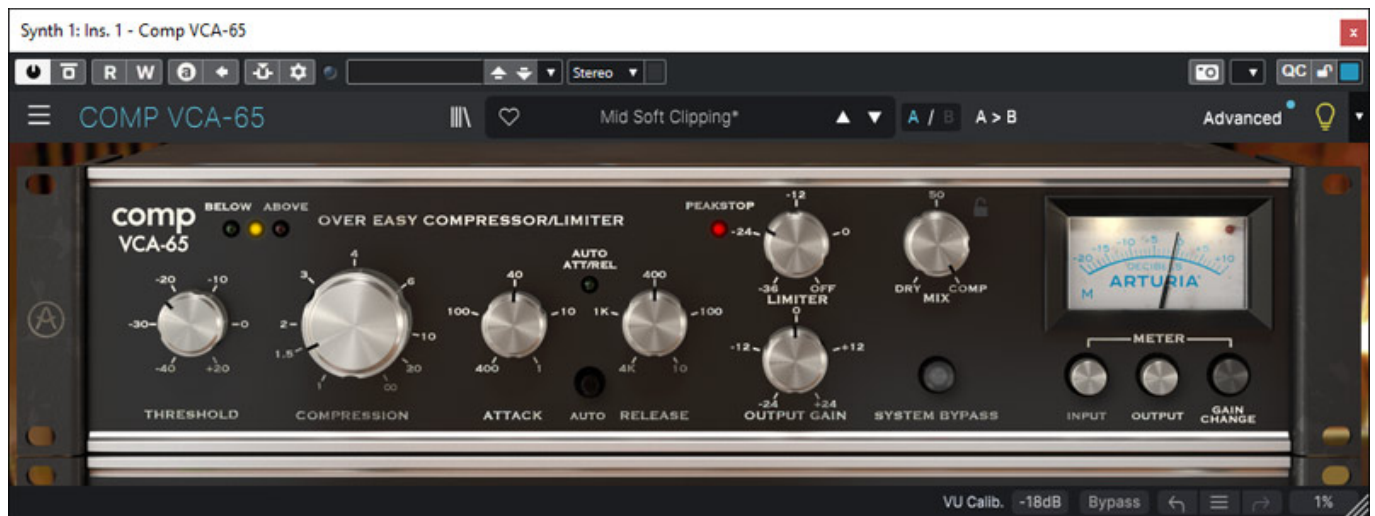 Synth 1: Ins. 1 - Comp VCA-65
x
R W a Stereo QC
COMP VCA-65 Mid Soft Clipping* A / B A > B Advanced
comp
VCA-65
BELOW ABOVE
OVER EASY COMPRESSOR/LIMITER
-20 -10
-30 -0
-40 +20
THRESHOLD
4
3 6
2
1.5 10
1 ∞ 20
COMPRESSION
40
100 10
400 1
ATTACK
AUTO
ATT/REL
AUTO
400
1K 100
4K 10
RELEASE
PEAKSTOP
-12
-24 -0
-36 OFF
LIMITER
0
-12 +12
-24 +24
OUTPUT GAIN
50
DRY COMP
MIX
SYSTEM BYPASS
-20 -15 -10 -5 0 +5 +10
DECIBELS
ARTURIA
M
METER
INPUT OUTPUT GAIN
CHANGE
VU Calib. -18dB Bypass 1%